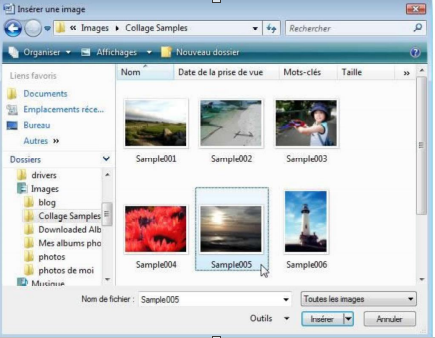 Insérer une image
« Images ▸ Collage Samples
Rechercher
Organiser
Affichages
Nouveau dossier
Liens favoris
Documents
Emplacements réce...
Bureau
Autres »
Dossiers
drivers
Images
blog
Collage Samples
Downloaded Alb
Mes albums pho
photos
photos de moi
Musique
Nom Date de la prise de vue Mots-clés Taille »
Sample001 Sample002 Sample003
Sample004 Sample005 Sample006
Nom de fichier : Sample005 Toutes les images
Outils Insérer Annuler